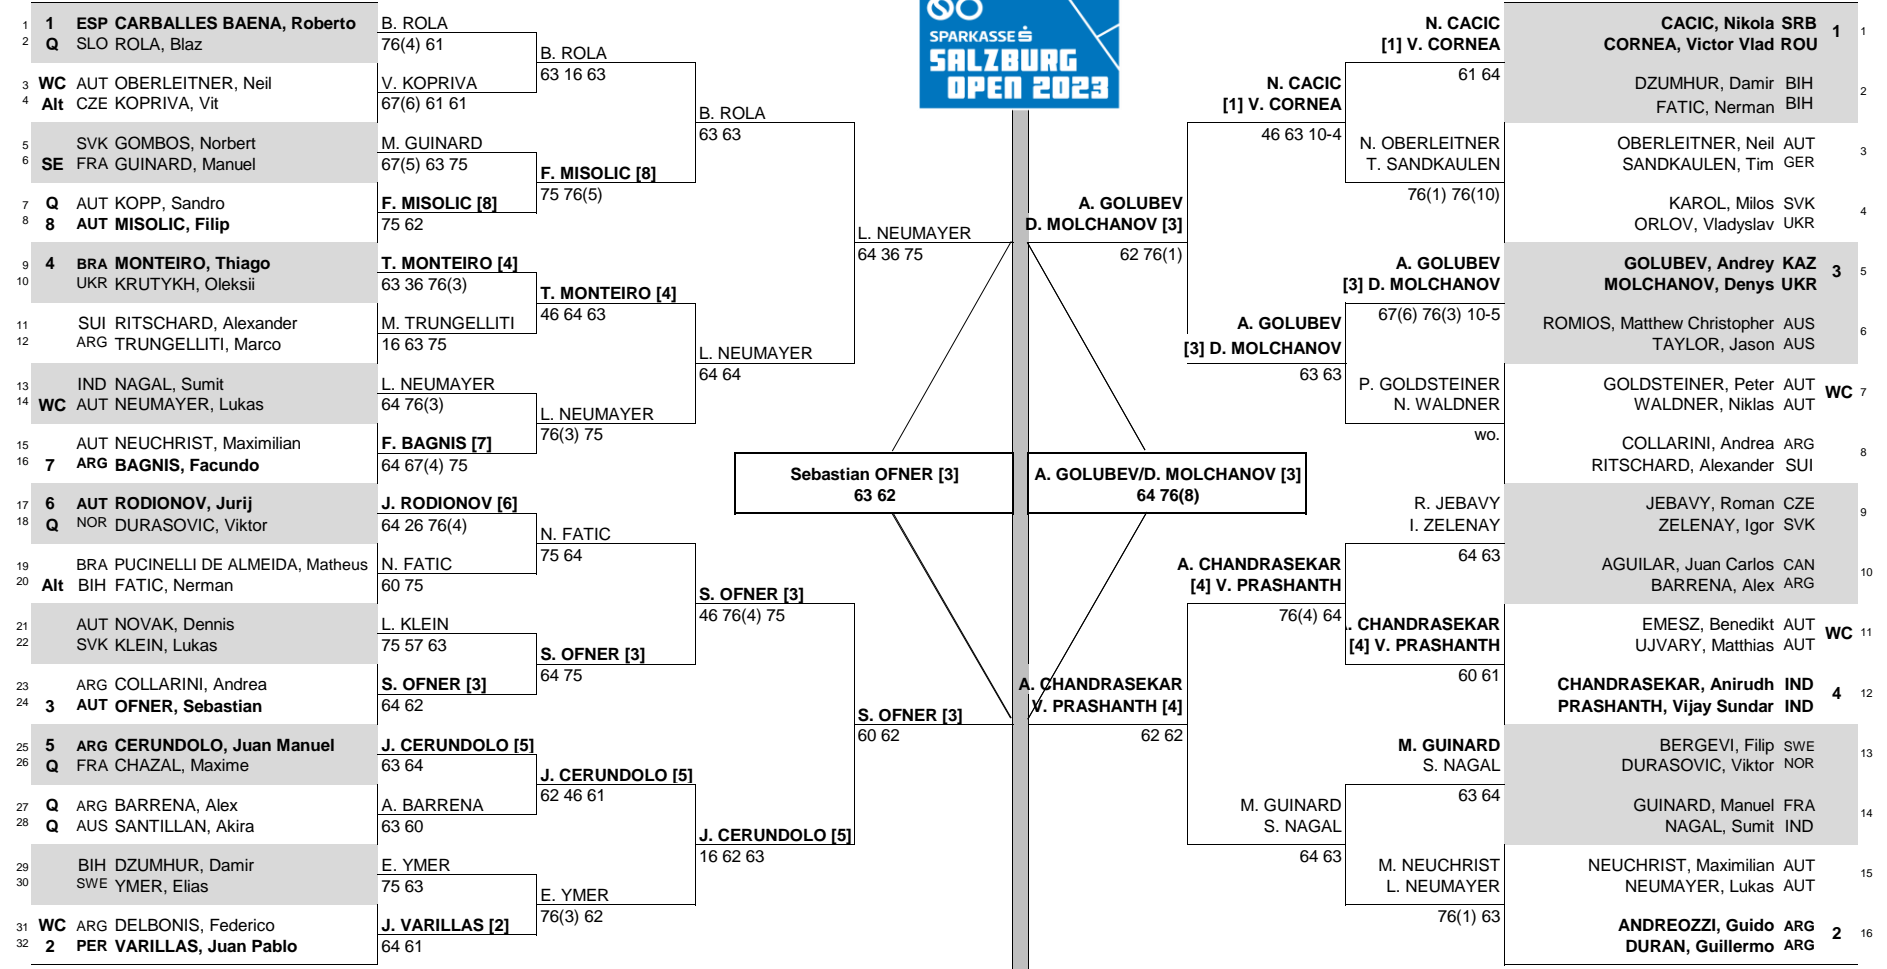 SPARKASSE
SALZBURG
OPEN 2023
1 1 ESP CARBALLES BAENA, Roberto
2 Q SLO ROLA, Blaz
3 WC AUT OBERLEITNER, Neil
4 Alt CZE KOPRIVA, Vit
5 SVK GOMBOS, Norbert
6 SE FRA GUINARD, Manuel
7 Q AUT KOPP, Sandro
8 8 AUT MISOLIC, Filip
9 4 BRA MONTEIRO, Thiago
10 UKR KRUTYKH, Oleksii
11 SUI RITSCHARD, Alexander
12 ARG TRUNGELLITI, Marco
13 IND NAGAL, Sumit
14 WC AUT NEUMAYER, Lukas
15 AUT NEUCHRIST, Maximilian
16 7 ARG BAGNIS, Facundo
17 6 AUT RODIONOV, Jurij
18 Q NOR DURASOVIC, Viktor
19 BRA PUCINELLI DE ALMEIDA, Matheus
20 Alt BIH FATIC, Nerman
21 AUT NOVAK, Dennis
22 SVK KLEIN, Lukas
23 ARG COLLARINI, Andrea
24 3 AUT OFNER, Sebastian
25 5 ARG CERUNDOLO, Juan Manuel
26 Q FRA CHAZAL, Maxime
27 Q ARG BARRENA, Alex
28 Q AUS SANTILLAN, Akira
29 BIH DZUMHUR, Damir
30 SWE YMER, Elias
31 WC ARG DELBONIS, Federico
32 2 PER VARILLAS, Juan Pablo
B. ROLA
76(4) 61
V. KOPRIVA
67(6) 61 61
M. GUINARD
67(5) 63 75
F. MISOLIC [8]
75 62
T. MONTEIRO [4]
63 36 76(3)
M. TRUNGELLITI
16 63 75
L. NEUMAYER
64 76(3)
F. BAGNIS [7]
64 67(4) 75
J. RODIONOV [6]
64 26 76(4)
N. FATIC
60 75
L. KLEIN
75 57 63
S. OFNER [3]
64 62
J. CERUNDOLO [5]
63 64
A. BARRENA
63 60
E. YMER
75 63
J. VARILLAS [2]
64 61
B. ROLA
63 16 63
F. MISOLIC [8]
75 76(5)
T. MONTEIRO [4]
46 64 63
L. NEUMAYER
76(3) 75
N. FATIC
75 64
S. OFNER [3]
64 75
J. CERUNDOLO [5]
62 46 61
E. YMER
76(3) 62
B. ROLA
63 63
L. NEUMAYER
64 64
S. OFNER [3]
46 76(4) 75
J. CERUNDOLO [5]
16 62 63
L. NEUMAYER
64 36 75
S. OFNER [3]
60 62
Sebastian OFNER [3]
63 62
A. GOLUBEV/D. MOLCHANOV [3]
64 76(8)
A. GOLUBEV
D. MOLCHANOV [3]
62 76(1)
A. CHANDRASEKAR
V. PRASHANTH [4]
62 62
N. CACIC
[1] V. CORNEA
46 63 10-4
A. GOLUBEV
[3] D. MOLCHANOV
63 63
A. CHANDRASEKAR
[4] V. PRASHANTH
76(4) 64
M. GUINARD
S. NAGAL
64 63
N. CACIC
[1] V. CORNEA
61 64
N. OBERLEITNER
T. SANDKAULEN
76(1) 76(10)
A. GOLUBEV
[3] D. MOLCHANOV
67(6) 76(3) 10-5
P. GOLDSTEINER
N. WALDNER
wo.
R. JEBAVY
I. ZELENAY
64 63
. CHANDRASEKAR
[4] V. PRASHANTH
60 61
M. GUINARD
S. NAGAL
63 64
M. NEUCHRIST
L. NEUMAYER
76(1) 63
CACIC, Nikola SRB 1 1
CORNEA, Victor Vlad ROU
DZUMHUR, Damir BIH 2
FATIC, Nerman BIH
OBERLEITNER, Neil AUT 3
SANDKAULEN, Tim GER
KAROL, Milos SVK 4
ORLOV, Vladyslav UKR
GOLUBEV, Andrey KAZ 3 5
MOLCHANOV, Denys UKR
ROMIOS, Matthew Christopher AUS 6
TAYLOR, Jason AUS
GOLDSTEINER, Peter AUT WC 7
WALDNER, Niklas AUT
COLLARINI, Andrea ARG 8
RITSCHARD, Alexander SUI
JEBAVY, Roman CZE 9
ZELENAY, Igor SVK
AGUILAR, Juan Carlos CAN 10
BARRENA, Alex ARG
EMESZ, Benedikt AUT WC 11
UJVARY, Matthias AUT
CHANDRASEKAR, Anirudh IND 4 12
PRASHANTH, Vijay Sundar IND
BERGEVI, Filip SWE 13
DURASOVIC, Viktor NOR
GUINARD, Manuel FRA 14
NAGAL, Sumit IND
NEUCHRIST, Maximilian AUT 15
NEUMAYER, Lukas AUT
ANDREOZZI, Guido ARG 2 16
DURAN, Guillermo ARG